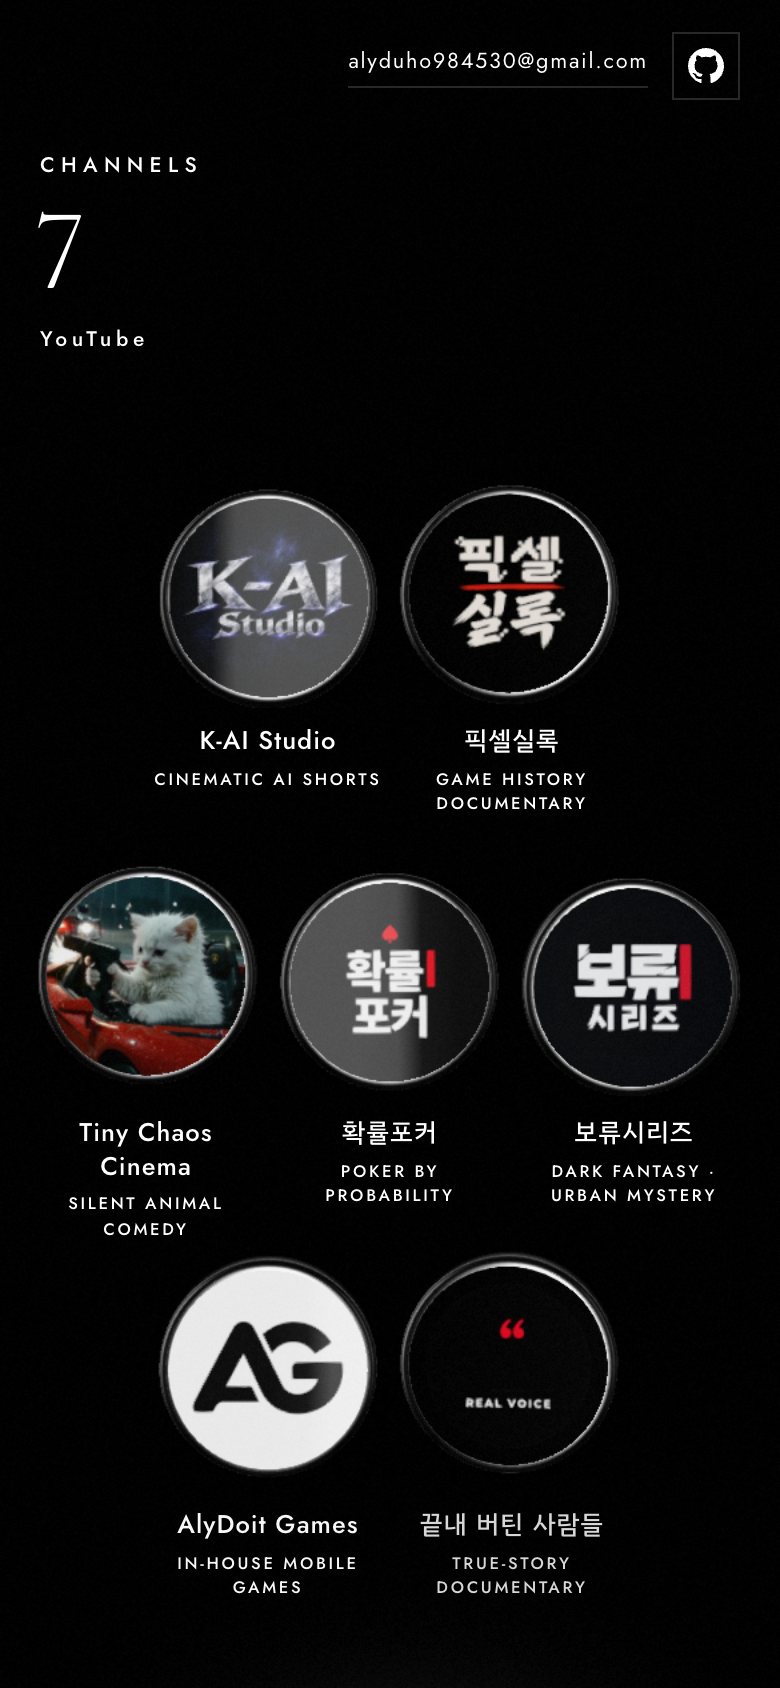 alyduho984530@gmail.com
CHANNELS
7
YouTube
K-AI
Studio
픽셀
실록
K-AI Studio
픽셀실록
CINEMATIC AI SHORTS
GAME HISTORY
DOCUMENTARY
확률
포커
보류
시리즈
Tiny Chaos
Cinema
확률포커
보류시리즈
SILENT ANIMAL
COMEDY
POKER BY
PROBABILITY
DARK FANTASY ·
URBAN MYSTERY
AG
“
REAL VOICE
AlyDoit Games
끝내 버틴 사람들
IN-HOUSE MOBILE
GAMES
TRUE-STORY
DOCUMENTARY